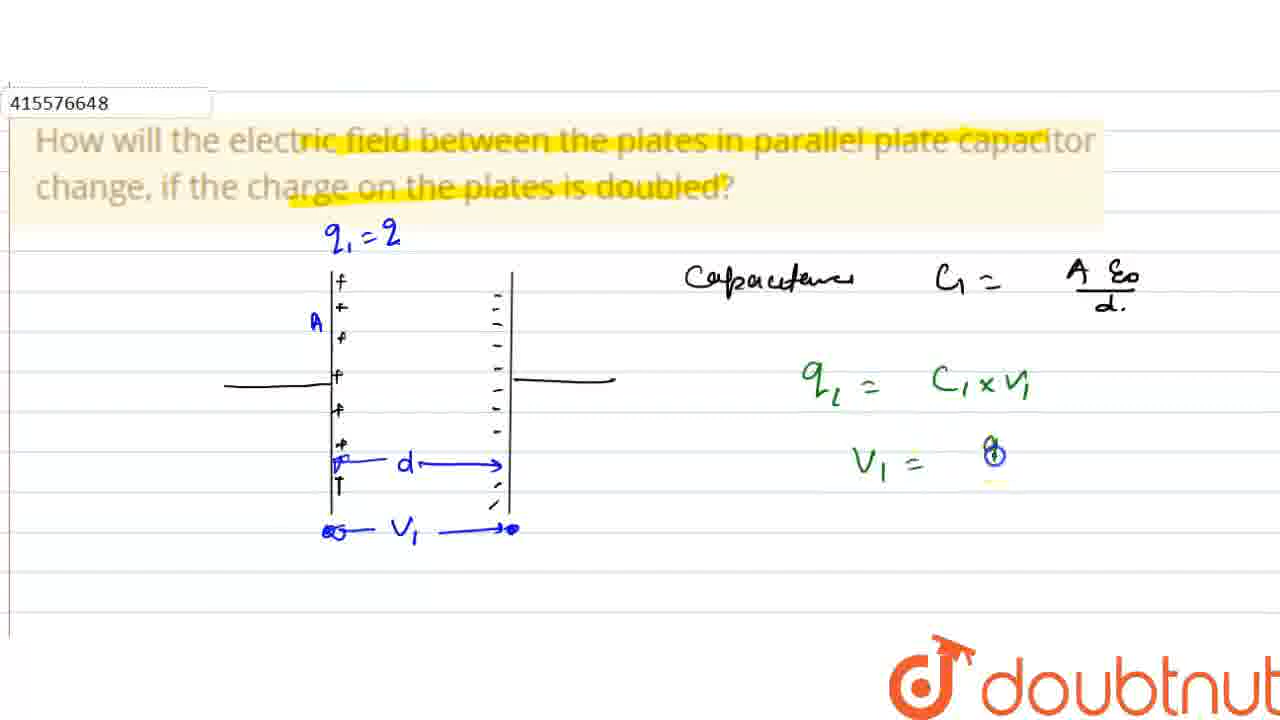 415576648
How will the electric field between the plates in parallel plate capacitor
change, if the charge on the plates is doubled?
q₁ = q
Capacitance C₁ = A ε₀ / d.
A
q₁ = C₁ × V₁
V₁ = q
d
V₁
doubtnut